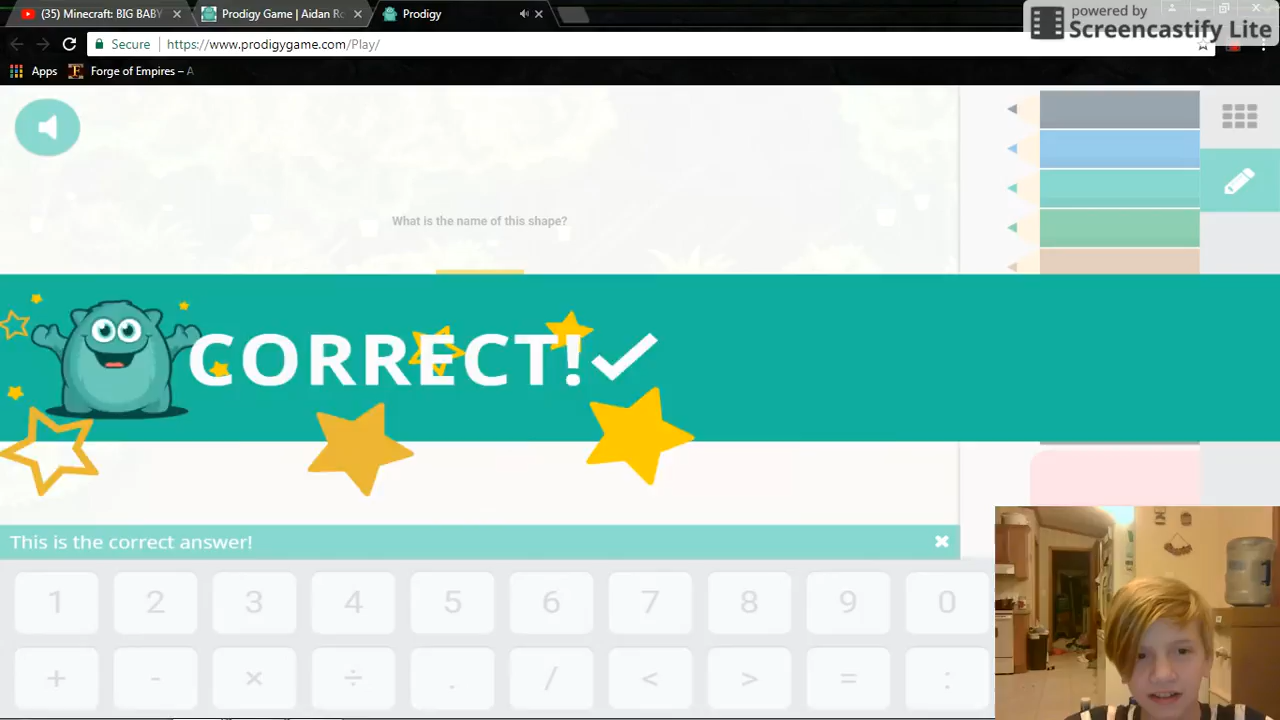 (35) Minecraft: BIG BABY
Prodigy Game | Aidan Ro
Prodigy
powered by
Screencastify Lite
Secure
https://www.prodigygame.com/Play/
Apps
Forge of Empires – A
What is the name of this shape?
CORRECT!
This is the correct answer!
1 2 3 4 5 6 7 8 9 0
+ - × ÷ . / < > = :